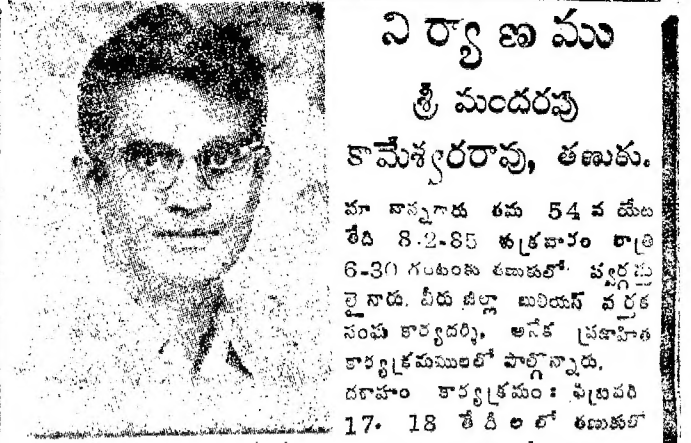 నిర్యాణము
శ్రీ మందరపు
కామేశ్వరరావు, తణుకు.
మా నాన్నగారు తమ 54 వ యేట
తేది 8-2-85 శుక్రవారం రాత్రి
6-30 గంటలకు తణుకులో స్వర్గస్తు
లైనారు. వీరు జిల్లా బులియన్ వర్తక
సంఘ కార్యదర్శి, అనేక ప్రజాహిత
కార్యక్రమములలో పాల్గొన్నారు.
దశాహం కార్యక్రమం : ఫిబ్రవరి
17, 18 తేదీలలో తణుకులో